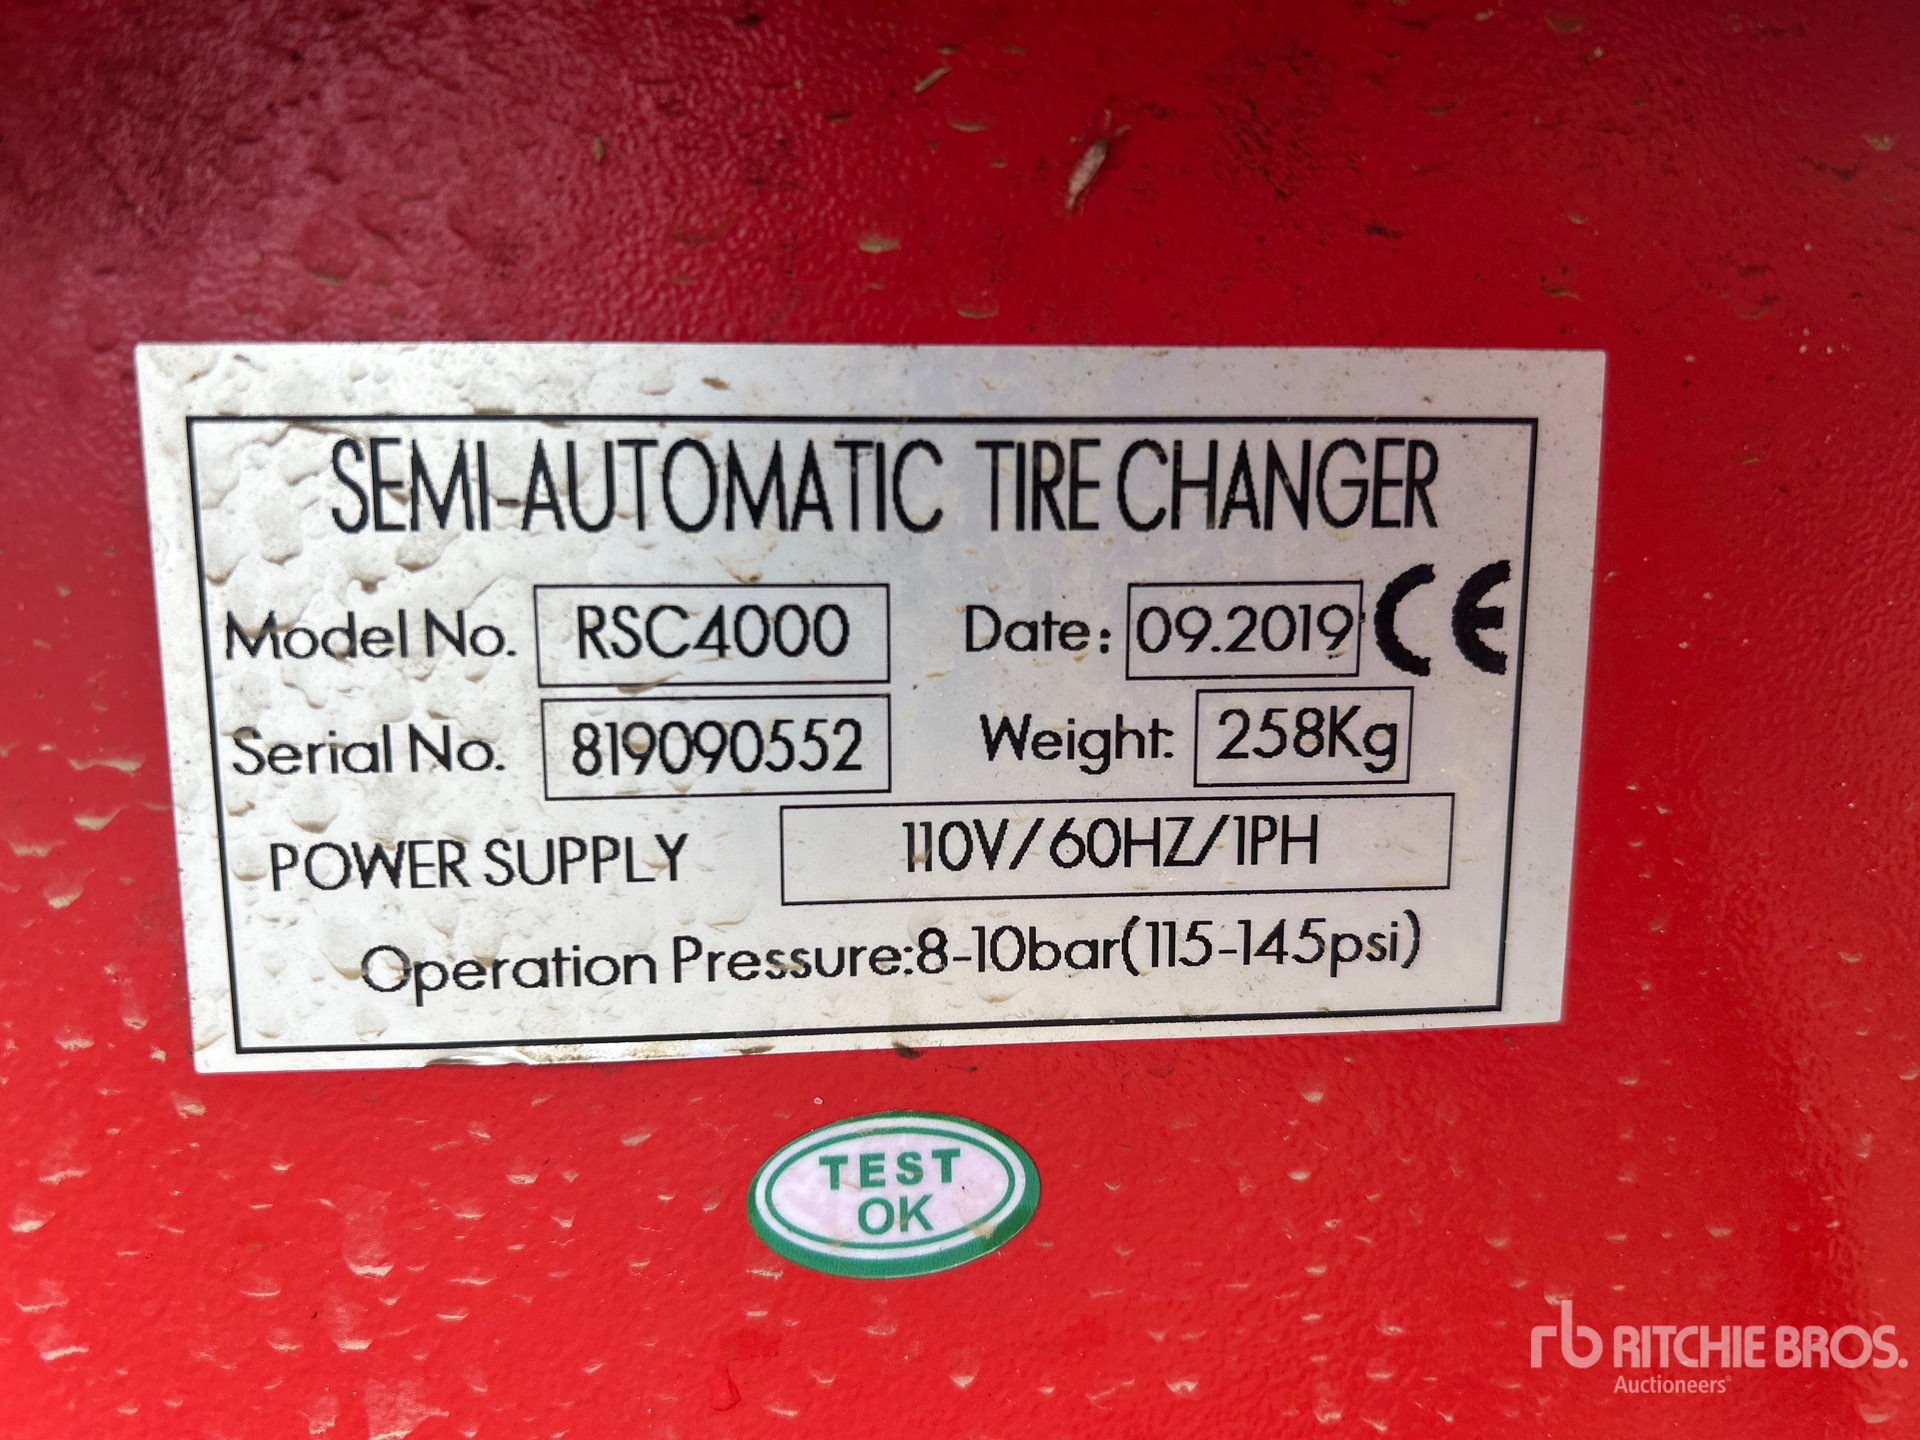 SEMI-AUTOMATIC TIRE CHANGER
Model No. RSC4000 Date: 09.2019 CE
Serial No. 819090552 Weight: 258Kg
POWER SUPPLY 110V/60HZ/1PH
Operation Pressure:8-10bar(115-145psi)
TEST
OK
rb RITCHIE BROS.
Auctioneers